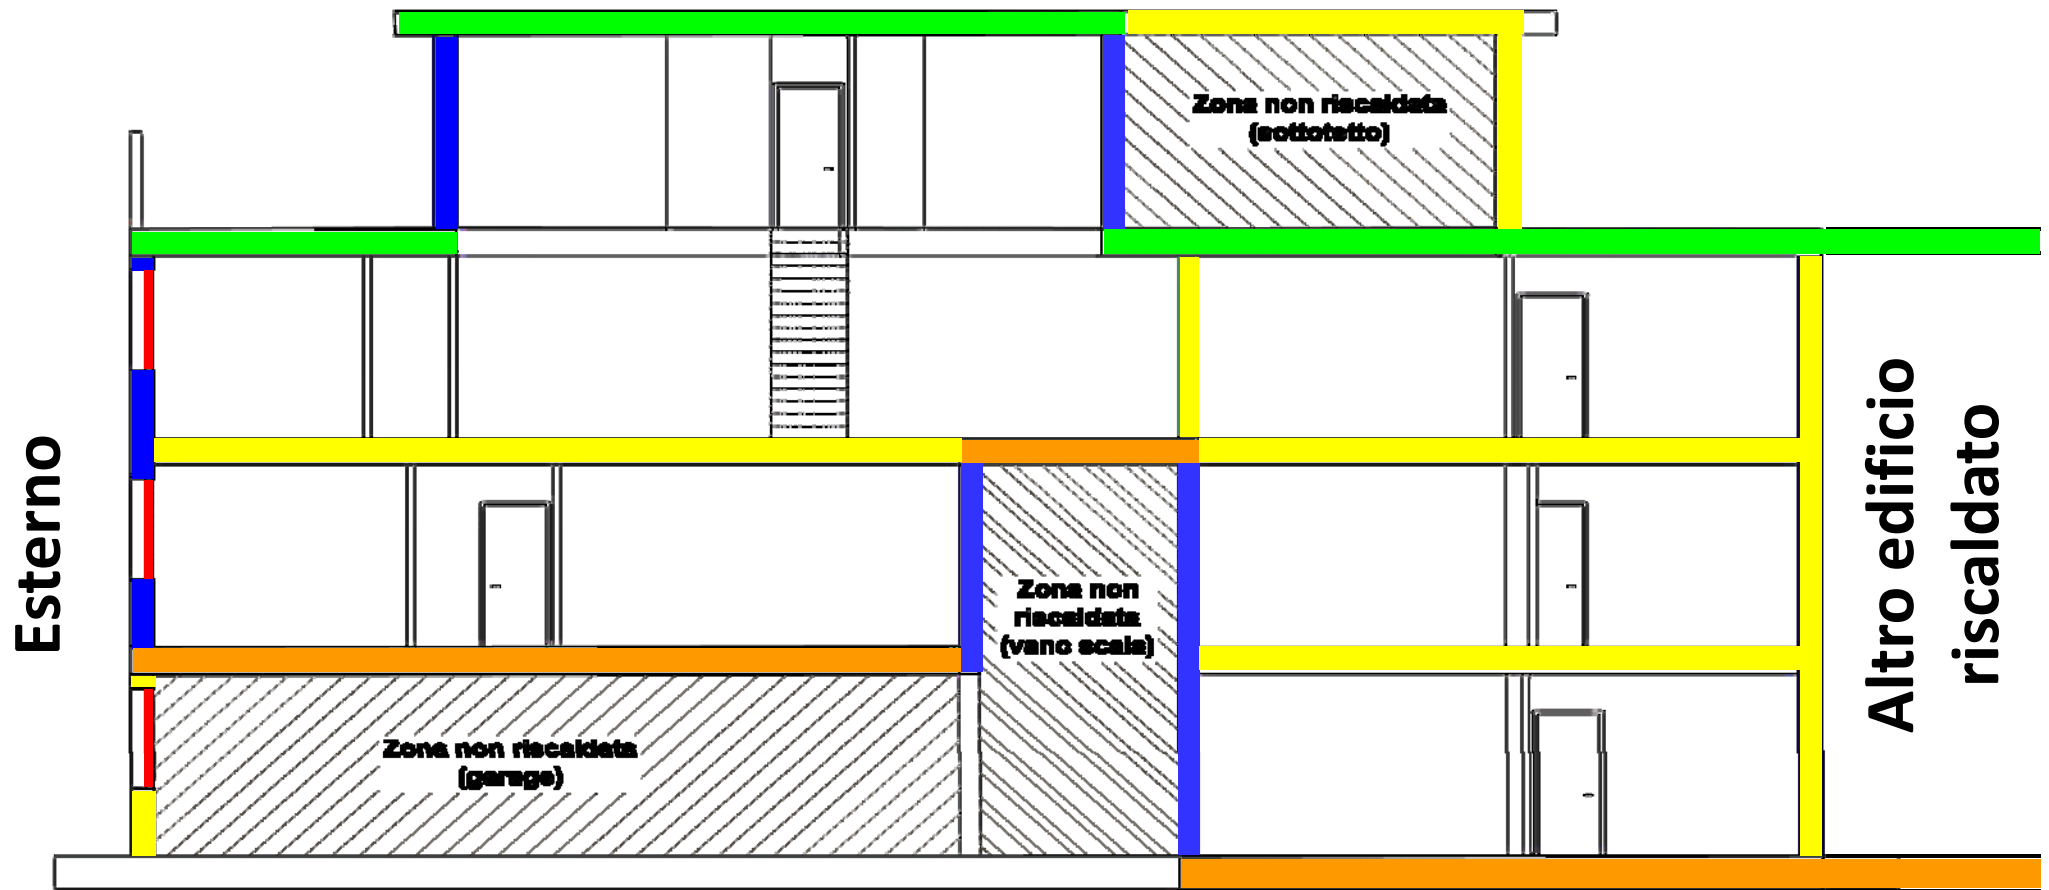 Zona non riscaldata
(sottotetto)
Esterno
Altro edificio
riscaldato
Zona non
riscaldata
(vano scala)
Zona non riscaldata
(garage)